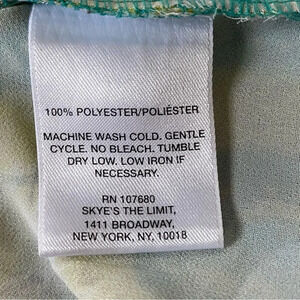 100% POLYESTER/POLIÉSTER
MACHINE WASH COLD. GENTLE
CYCLE. NO BLEACH. TUMBLE
DRY LOW. LOW IRON IF
NECESSARY.
RN 107680
SKYE'S THE LIMIT,
1411 BROADWAY,
NEW YORK, NY, 10018